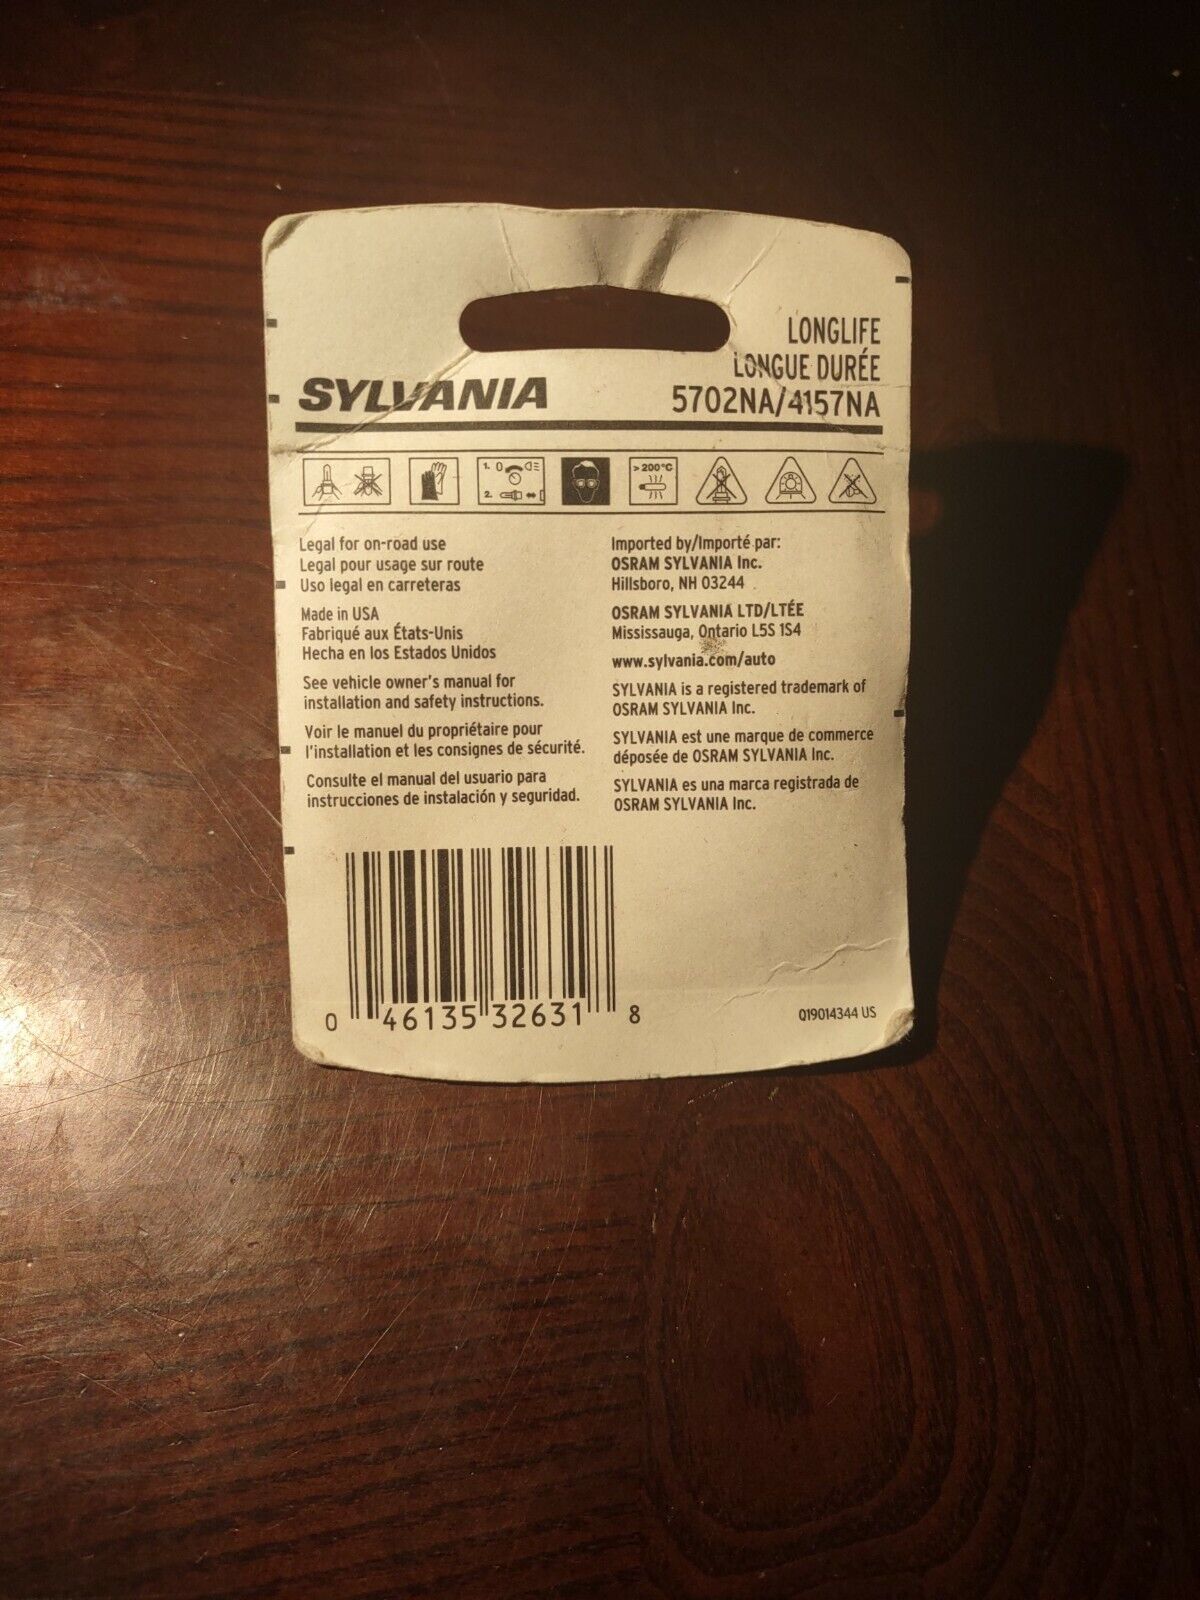 LONGLIFE
LONGUE DURÉE
SYLVANIA
5702NA/4157NA
1. 0
2.
> 200°C
Legal for on-road use
Legal pour usage sur route
Uso legal en carreteras
Made in USA
Fabriqué aux États-Unis
Hecha en los Estados Unidos
See vehicle owner's manual for
installation and safety instructions.
Voir le manuel du propriétaire pour
l'installation et les consignes de sécurité.
Consulte el manual del usuario para
instrucciones de instalación y seguridad.
Imported by/Importé par:
OSRAM SYLVANIA Inc.
Hillsboro, NH 03244
OSRAM SYLVANIA LTD/LTÉE
Mississauga, Ontario L5S 1S4
www.sylvania.com/auto
SYLVANIA is a registered trademark of
OSRAM SYLVANIA Inc.
SYLVANIA est une marque de commerce
déposée de OSRAM SYLVANIA Inc.
SYLVANIA es una marca registrada de
OSRAM SYLVANIA Inc.
0 46135 32631 8
Q19014344 US